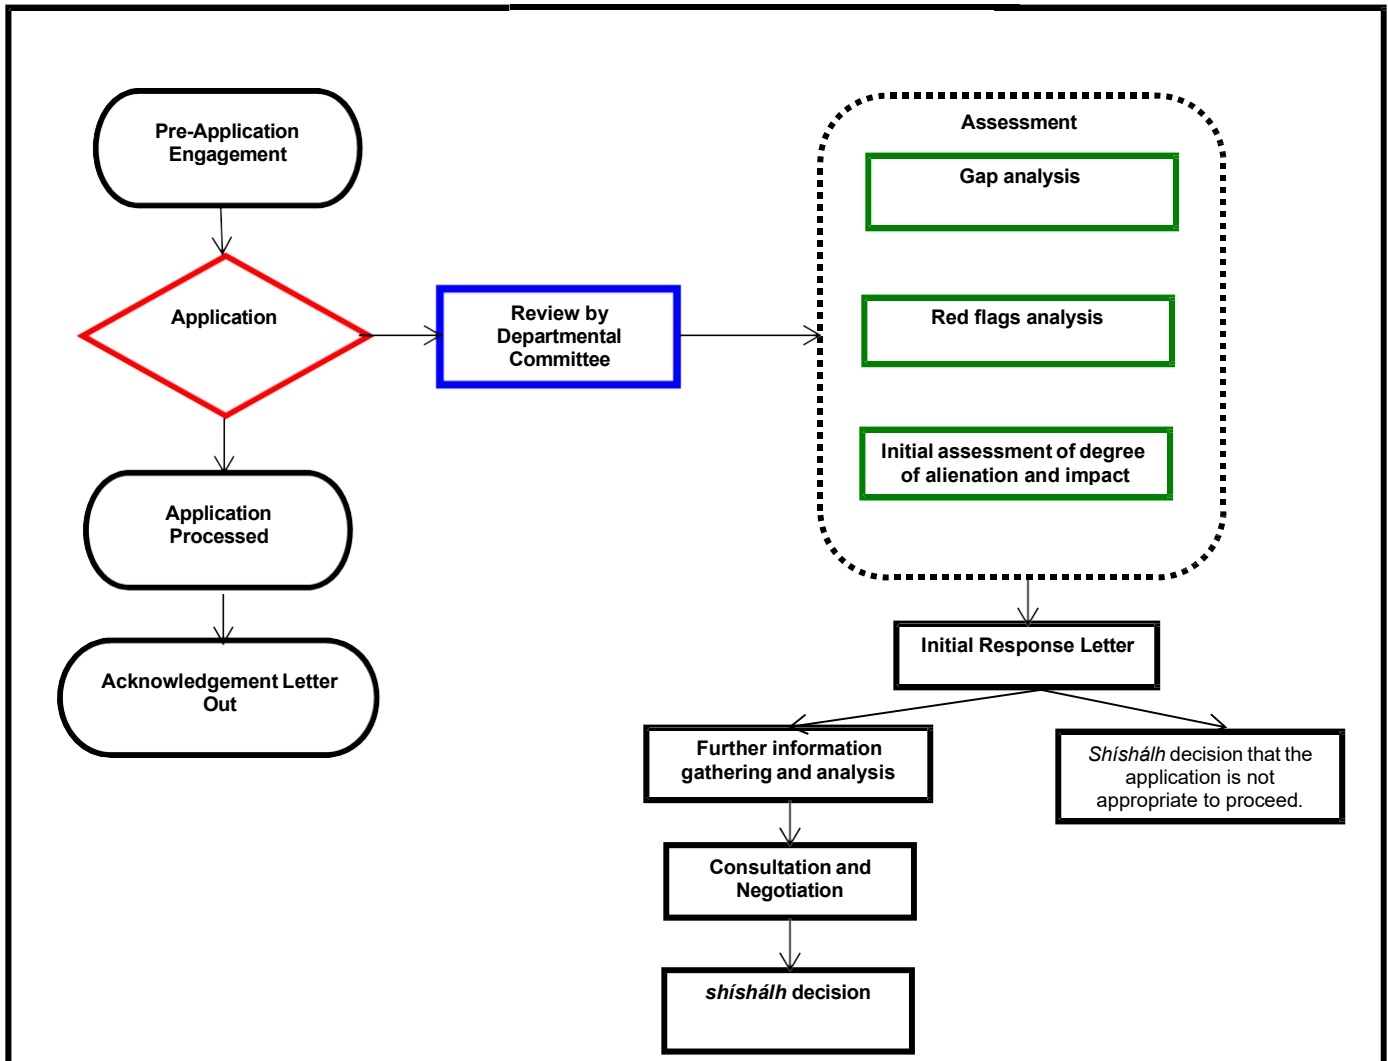 Pre-Application
Engagement
Application
Review by
Departmental
Committee
Application
Processed
Acknowledgement Letter
Out
Assessment
Gap analysis
Red flags analysis
Initial assessment of degree
of alienation and impact
Initial Response Letter
Further information
gathering and analysis
Shíshálh decision that the
application is not
appropriate to proceed.
Consultation and
Negotiation
shíshálh decision